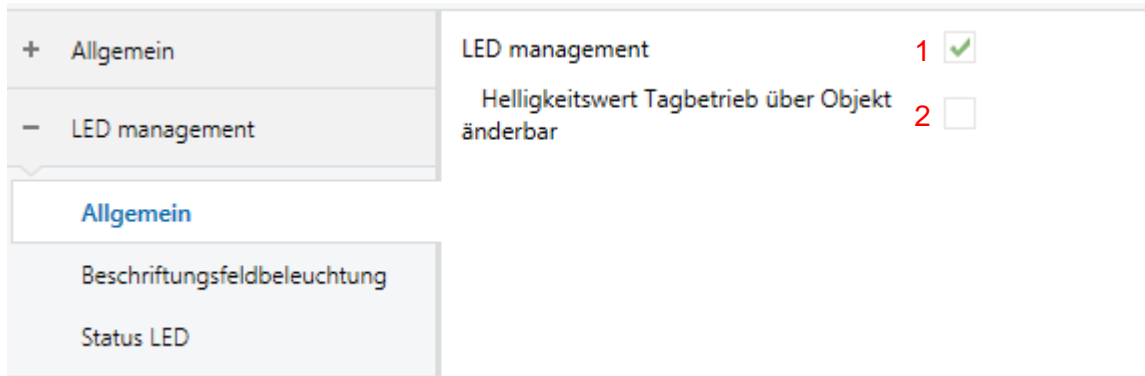 + Allgemein
− LED management
Allgemein
Beschriftungsfeldbeleuchtung
Status LED
LED management 1
Helligkeitswert Tagbetrieb über Objekt
änderbar 2